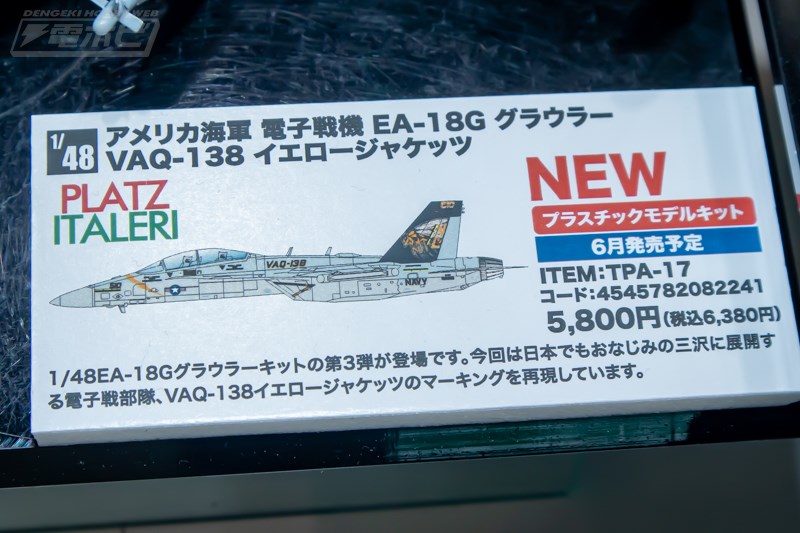 DENGEKI HOBBY WEB
電ホビ
1/48
アメリカ海軍 電子戦機 EA-18G グラウラー
VAQ-138 イエロージャケッツ
PLATZ
ITALERI
NEW
プラスチックモデルキット
6月発売予定
ITEM:TPA-17
コード:4545782082241
5,800円(税込6,380円)
VAQ-138
NAVY
1/48EA-18Gグラウラーキットの第3弾が登場です。今回は日本でもおなじみの三沢に展開す
る電子戦部隊、VAQ-138イエロージャケッツのマーキングを再現しています。